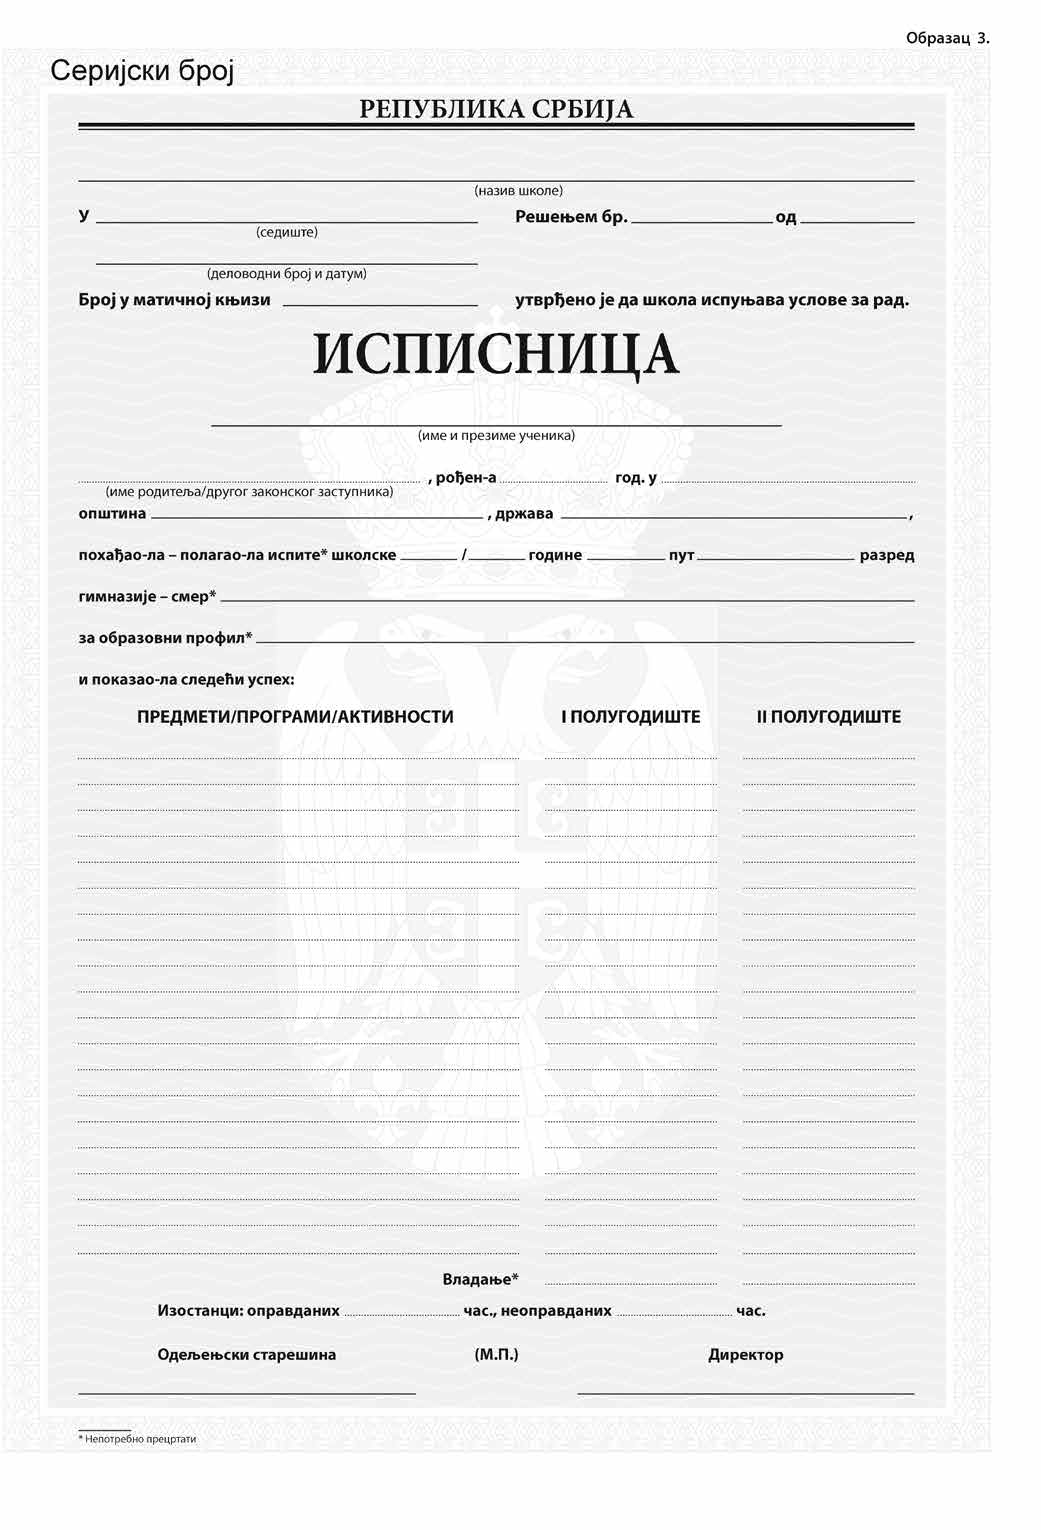 Образац 3.
Серијски број
РЕПУБЛИКА СРБИЈА
(назив школе)
У Решењем бр. од
(седиште)
(деловодни број и датум)
Број у матичној књизи утврђено је да школа испуњава услове за рад.
ИСПИСНИЦА
(име и презиме ученика)
, рођен-а год. у
(име родитеља/другог законског заступника)
општина , држава ,
похађао-ла – полагао-ла испите* школске / године пут разред
гимназије – смер*
за образовни профил*
и показао-ла следећи успех:
ПРЕДМЕТИ/ПРОГРАМИ/АКТИВНОСТИ I ПОЛУГОДИШТЕ II ПОЛУГОДИШТЕ
Владање*
Изостанци: оправданих час., неоправданих час.
Одељењски старешина (М.П.) Директор
* Непотребно прецртати